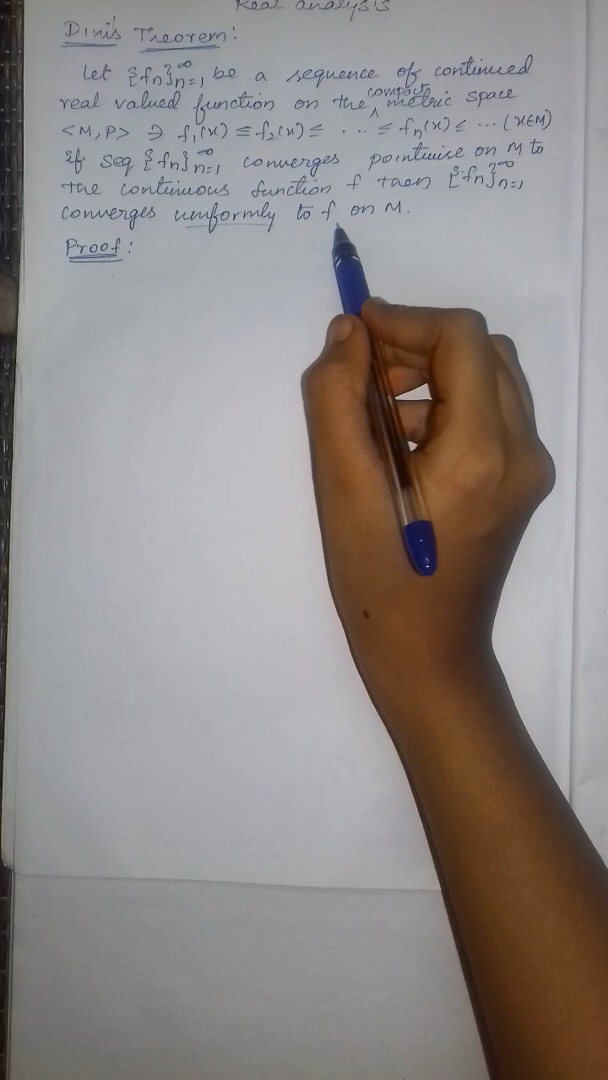 Real analysis
Dini's Theorem:
Let {fn}∞n=1 be a sequence of continued
real valued function on the compact metric space
<M, P> ∋ f1(x) ≤ f2(x) ≤ ... ≤ fn(x) ≤ ... (x∈M)
If seq {fn}∞n=1 converges pointwise on M to
the continuous function f then {fn}∞n=1
converges uniformly to f on M.
Proof: